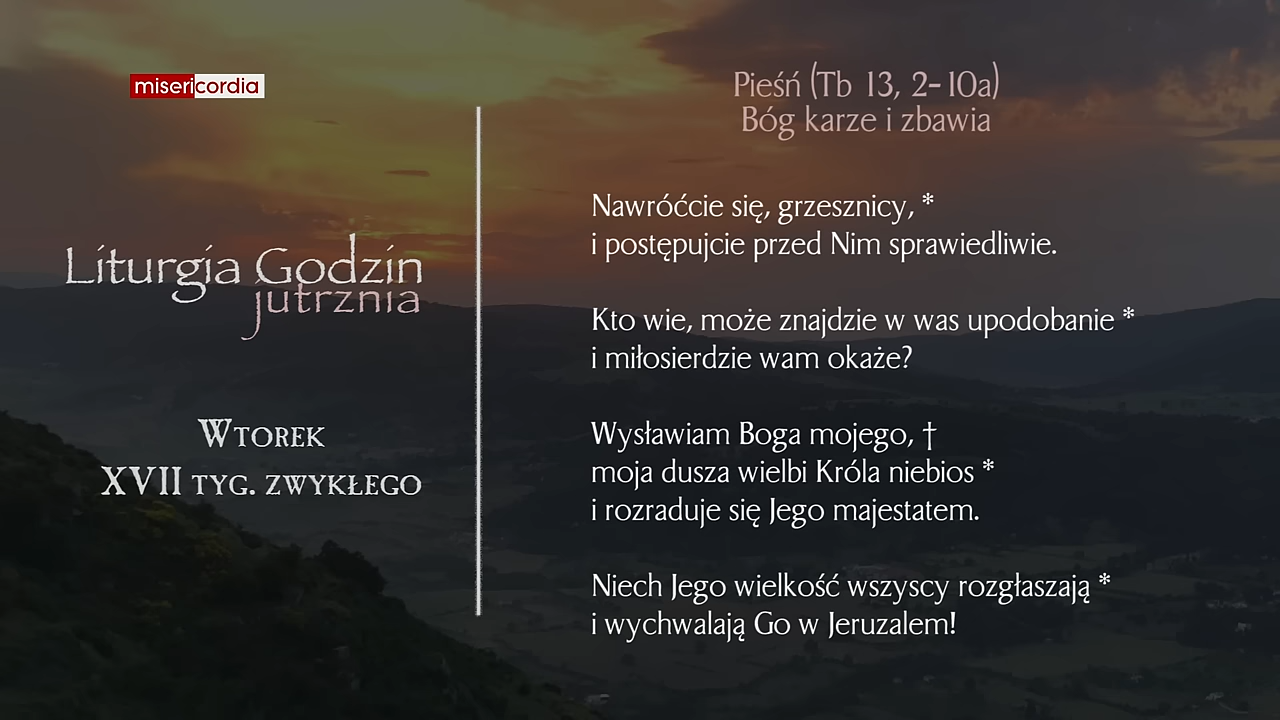 misericordia
Liturgia Godzin
jutrznia
Wtorek
XVII tyg. zwykłego
Pieśń (Tb 13, 2-10a)
Bóg karze i zbawia
Nawróćcie się, grzesznicy, *
i postępujcie przed Nim sprawiedliwie.
Kto wie, może znajdzie w was upodobanie *
i miłosierdzie wam okaże?
Wysławiam Boga mojego, †
moja dusza wielbi Króla niebios *
i rozraduje się Jego majestatem.
Niech Jego wielkość wszyscy rozgłaszają *
i wychwalają Go w Jeruzalem!